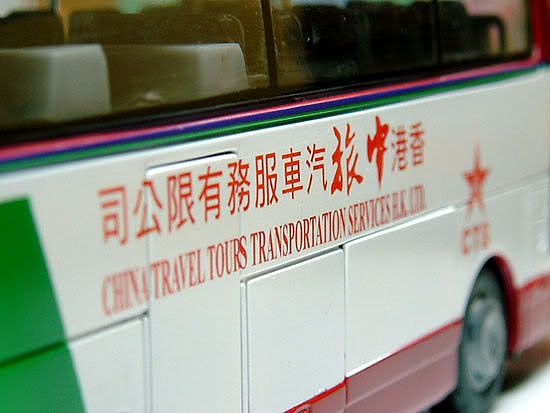 香港中旅汽車服務有限公司
CHINA TRAVEL TOURS TRANSPORTATION SERVICES H.K. LTD.
CTS